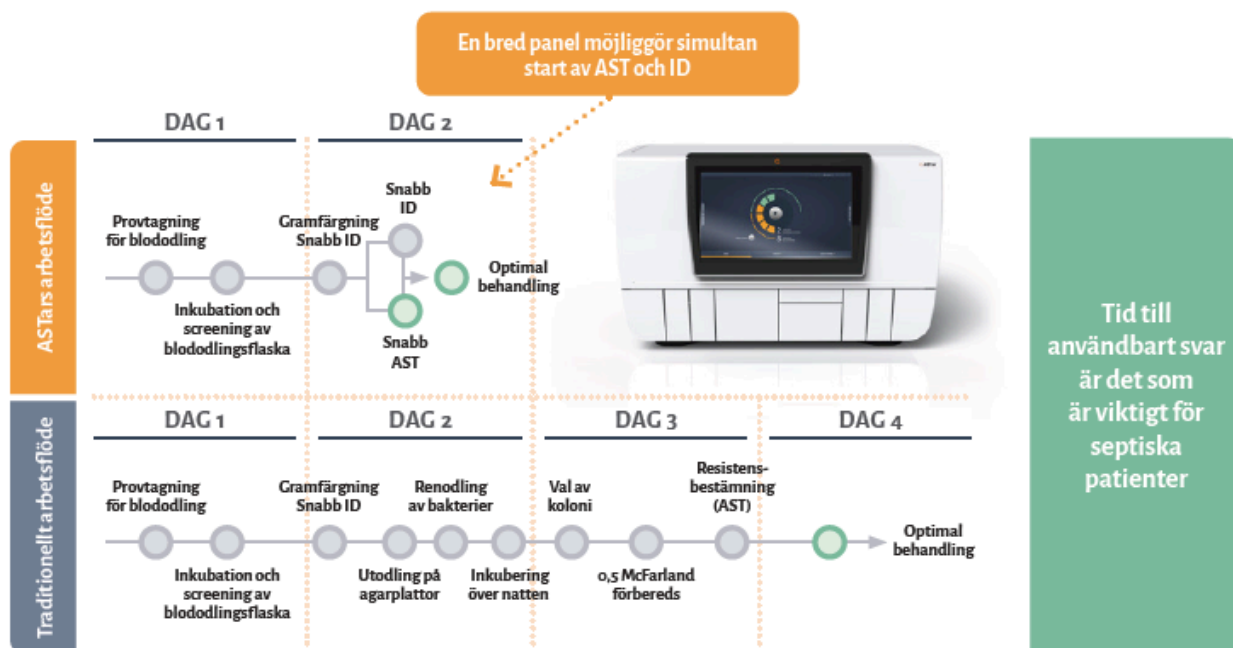 En bred panel möjliggör simultan
start av AST och ID
DAG 1
DAG 2
ASTars arbetsflöde
Provtagning
för blododling
Inkubation och
screening av
blododlingsflaska
Gramfärgning
Snabb ID
Snabb
ID
Snabb
AST
Optimal
behandling
Tid till
användbart svar
är det som
är viktigt för
septiska
patienter
DAG 1
DAG 2
DAG 3
DAG 4
Traditionellt arbetsflöde
Provtagning
för blododling
Inkubation och
screening av
blododlingsflaska
Gramfärgning
Snabb ID
Utodling på
agarplattor
Renodling
av bakterier
Inkubering
över natten
Val av
koloni
0,5 McFarland
förbereds
Resistens-
bestämning
(AST)
Optimal
behandling